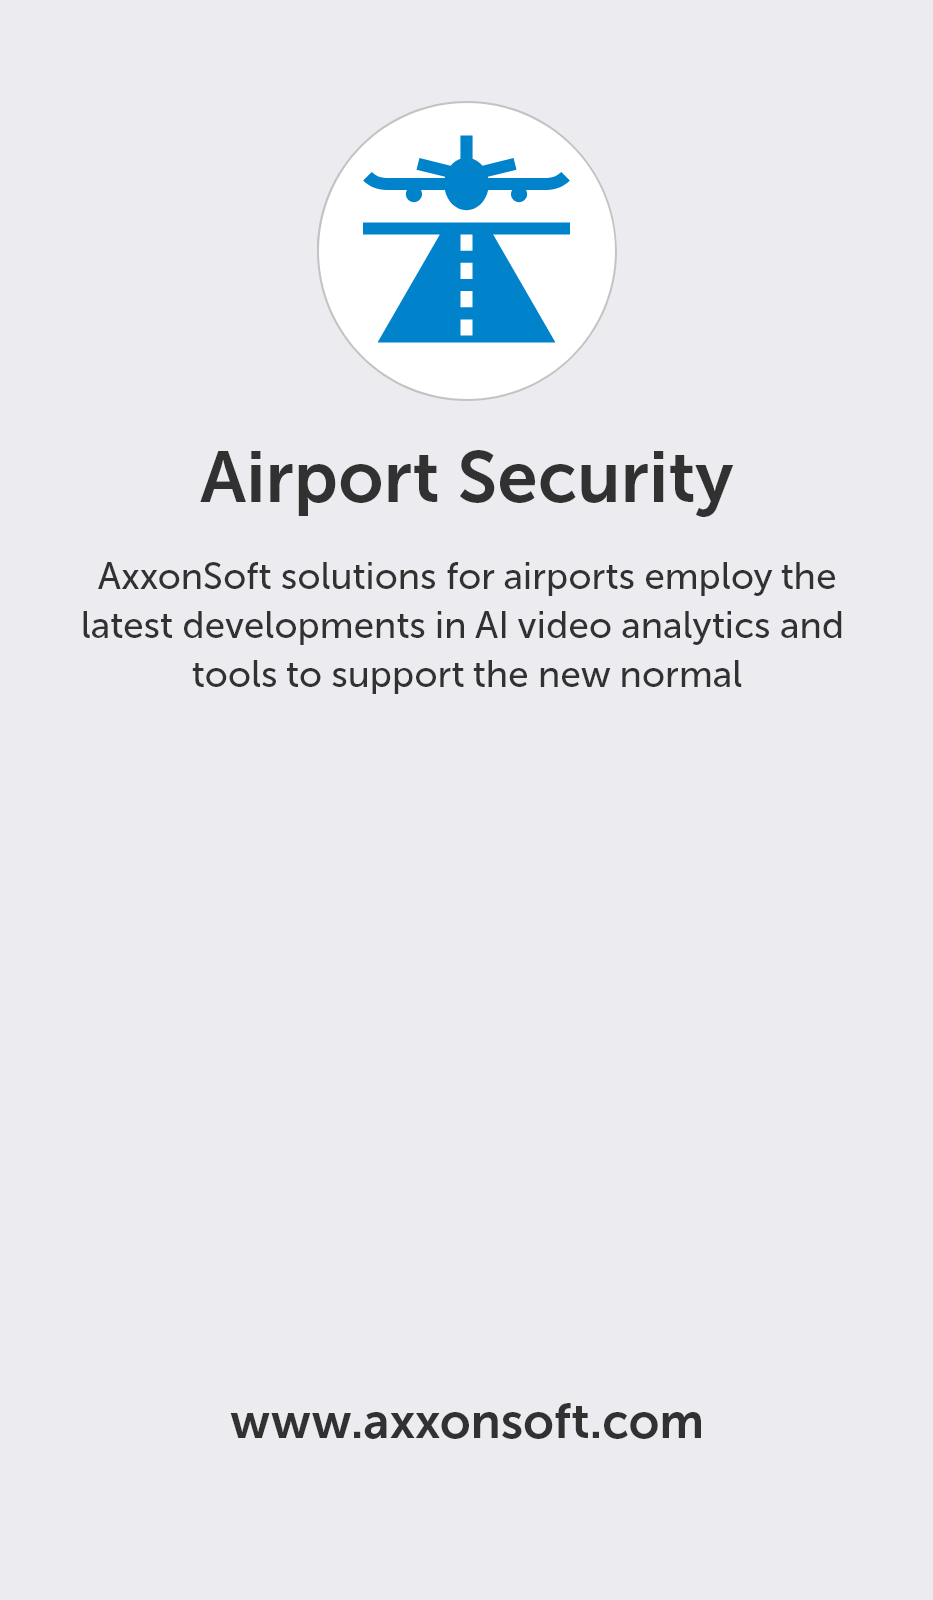 Airport Security
AxxonSoft solutions for airports employ the
latest developments in AI video analytics and
tools to support the new normal
www.axxonsoft.com